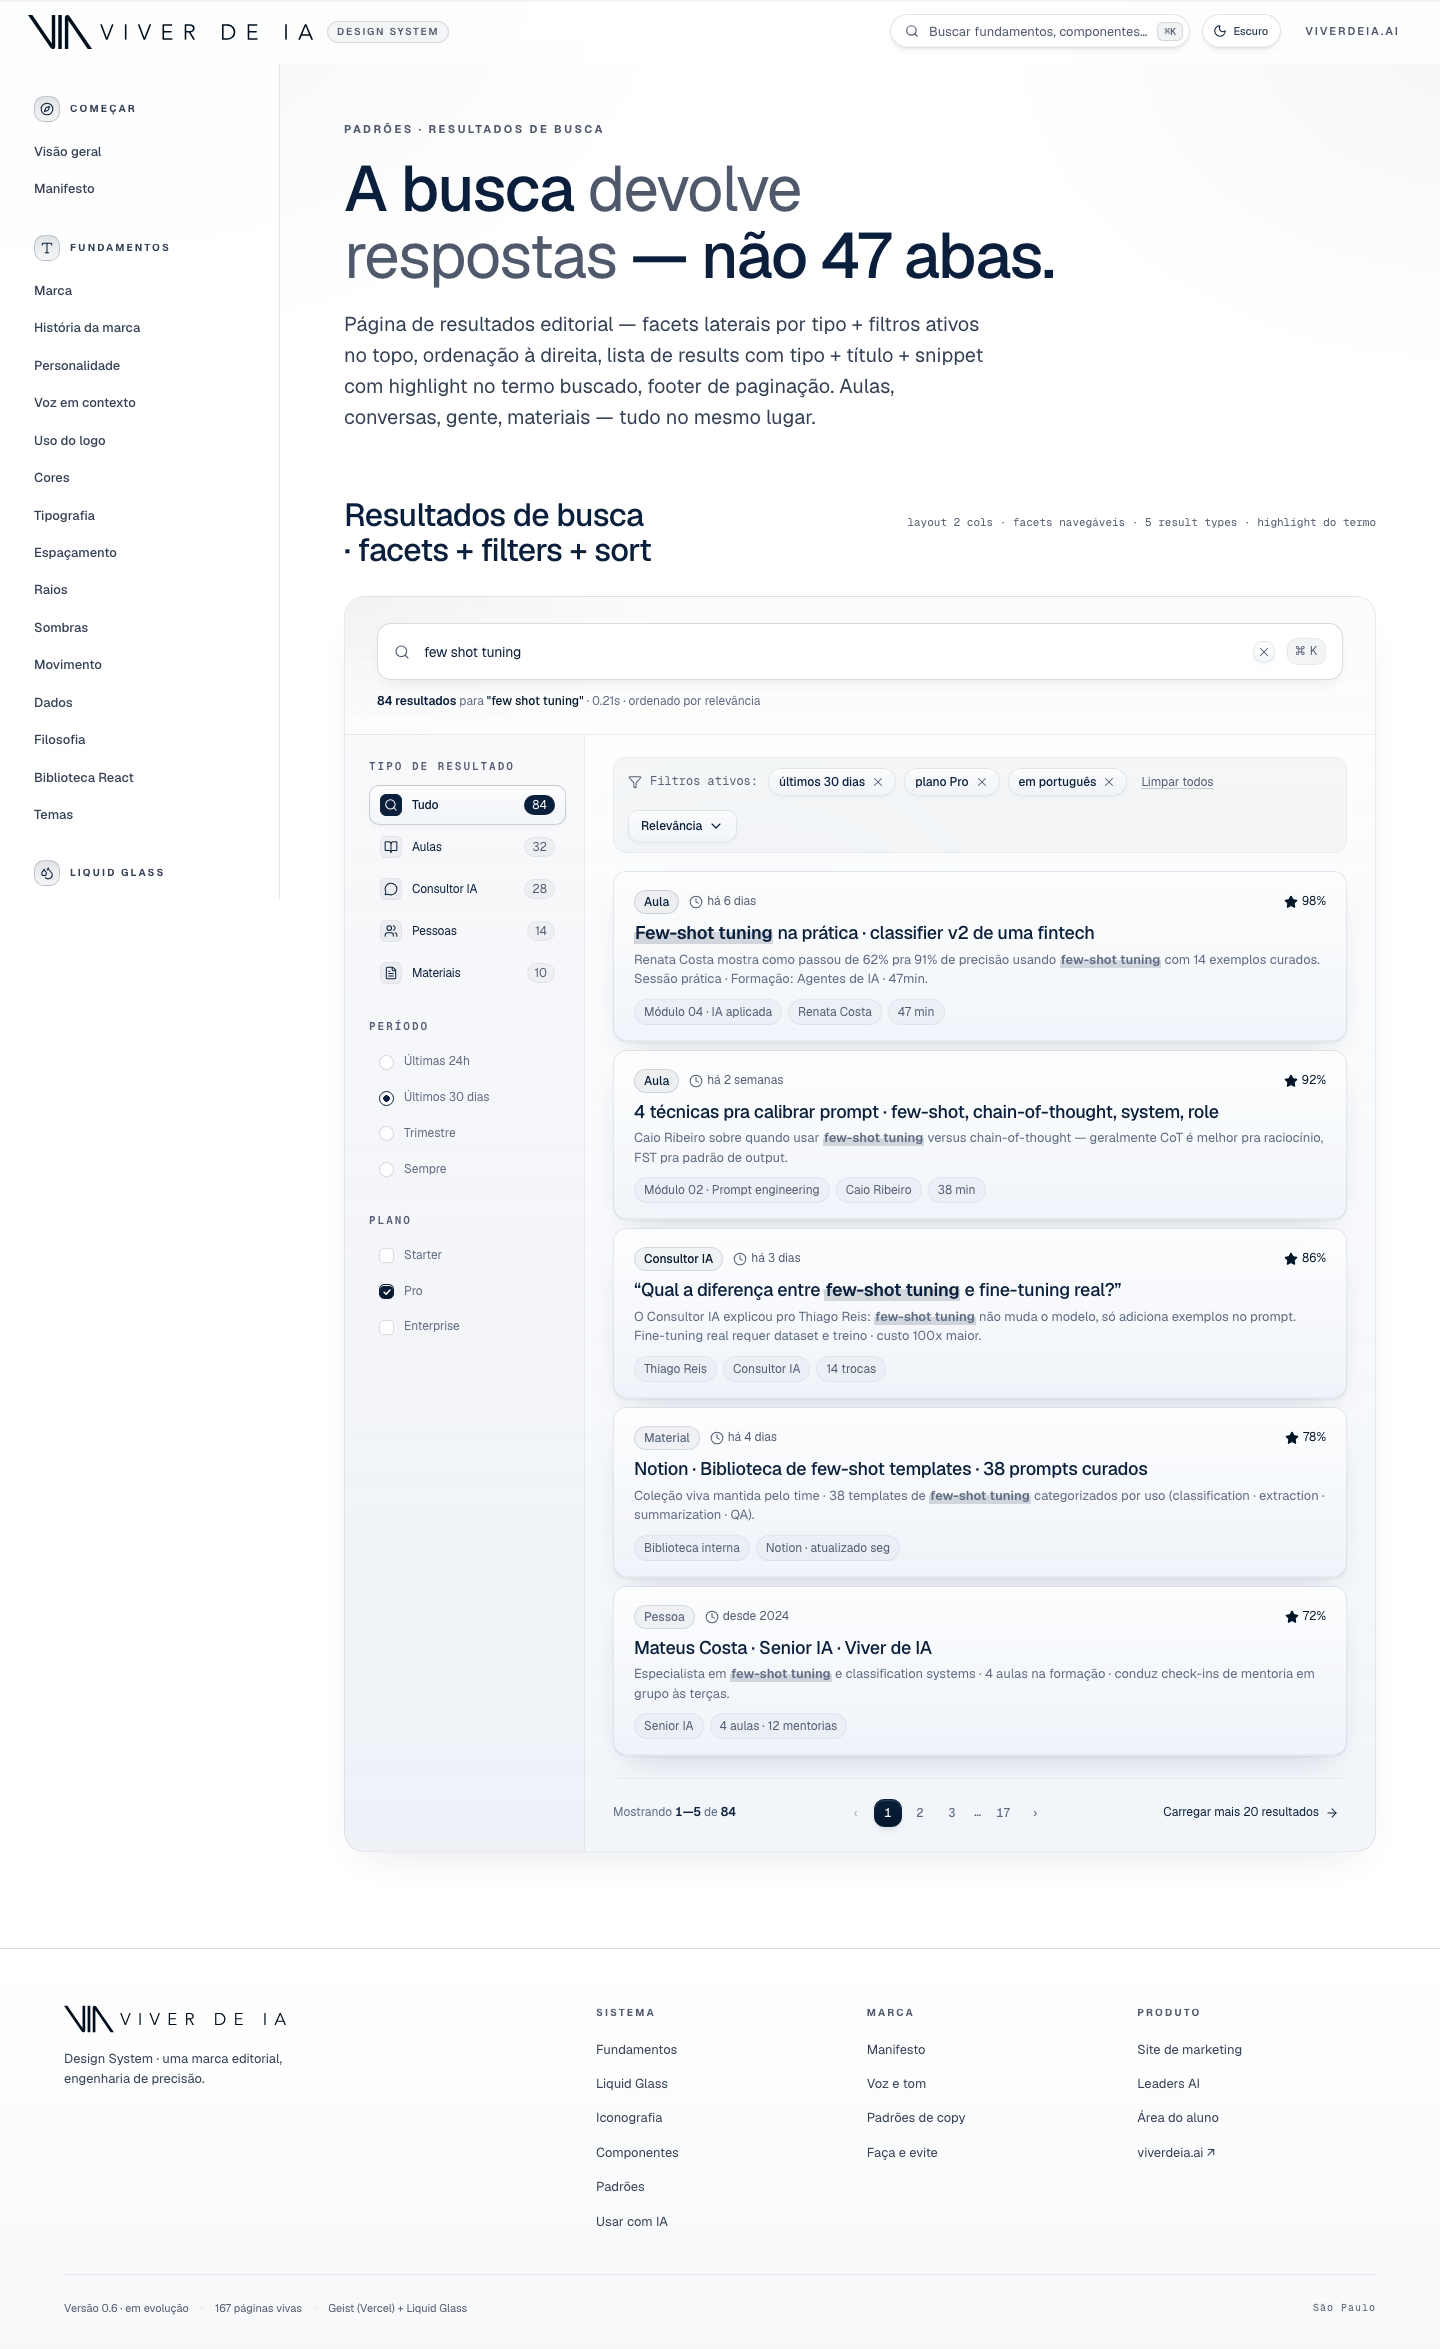 VIVER DE IA DESIGN SYSTEM
Buscar fundamentos, componentes... ⌘K
Escuro
VIVERDEIA.AI
COMEÇAR
Visão geral
Manifesto
FUNDAMENTOS
Marca
História da marca
Personalidade
Voz em contexto
Uso do logo
Cores
Tipografia
Espaçamento
Raios
Sombras
Movimento
Dados
Filosofia
Biblioteca React
Temas
LIQUID GLASS
PADRÕES · RESULTADOS DE BUSCA
A busca devolve
respostas — não 47 abas.
Página de resultados editorial — facets laterais por tipo + filtros ativos
no topo, ordenação à direita, lista de results com tipo + título + snippet
com highlight no termo buscado, footer de paginação. Aulas,
conversas, gente, materiais — tudo no mesmo lugar.
Resultados de busca
· facets + filters + sort
layout 2 cols · facets navegáveis · 5 result types · highlight do termo
few shot tuning
⌘ K
84 resultados para "few shot tuning" · 0.21s · ordenado por relevância
TIPO DE RESULTADO
Tudo 84
Aulas 32
Consultor IA 28
Pessoas 14
Materiais 10
PERÍODO
Últimas 24h
Últimos 30 dias
Trimestre
Sempre
PLANO
Starter
Pro
Enterprise
Filtros ativos: últimos 30 dias plano Pro em português Limpar todos
Relevância
Aula há 6 dias 98%
Few-shot tuning na prática · classifier v2 de uma fintech
Renata Costa mostra como passou de 62% pra 91% de precisão usando few-shot tuning com 14 exemplos curados.
Sessão prática · Formação: Agentes de IA · 47min.
Módulo 04 · IA aplicada Renata Costa 47 min
Aula há 2 semanas 92%
4 técnicas pra calibrar prompt · few-shot, chain-of-thought, system, role
Caio Ribeiro sobre quando usar few-shot tuning versus chain-of-thought — geralmente CoT é melhor pra raciocínio,
FST pra padrão de output.
Módulo 02 · Prompt engineering Caio Ribeiro 38 min
Consultor IA há 3 dias 86%
“Qual a diferença entre few-shot tuning e fine-tuning real?”
O Consultor IA explicou pro Thiago Reis: few-shot tuning não muda o modelo, só adiciona exemplos no prompt.
Fine-tuning real requer dataset e treino · custo 100x maior.
Thiago Reis Consultor IA 14 trocas
Material há 4 dias 78%
Notion · Biblioteca de few-shot templates · 38 prompts curados
Coleção viva mantida pelo time · 38 templates de few-shot tuning categorizados por uso (classification · extraction ·
summarization · QA).
Biblioteca interna Notion · atualizado seg
Pessoa desde 2024 72%
Mateus Costa · Senior IA · Viver de IA
Especialista em few-shot tuning e classification systems · 4 aulas na formação · conduz check-ins de mentoria em
grupo às terças.
Senior IA 4 aulas · 12 mentorias
Mostrando 1—5 de 84
‹ 1 2 3 … 17 ›
Carregar mais 20 resultados →
VIVER DE IA
Design System · uma marca editorial,
engenharia de precisão.
SISTEMA
Fundamentos
Liquid Glass
Iconografia
Componentes
Padrões
Usar com IA
MARCA
Manifesto
Voz e tom
Padrões de copy
Faça e evite
PRODUTO
Site de marketing
Leaders AI
Área do aluno
viverdeia.ai ↗
Versão 0.6 · em evolução · 167 páginas vivas · Geist (Vercel) + Liquid Glass
São Paulo